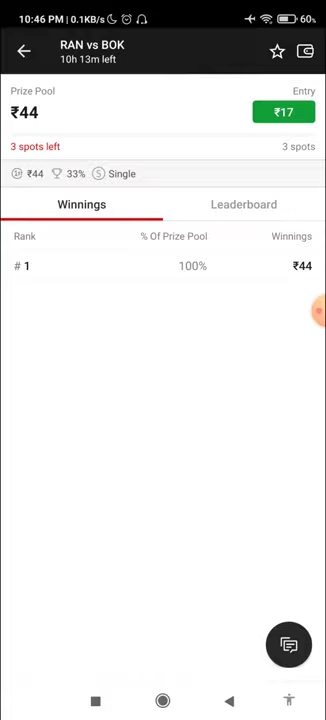 10:46 PM | 0.1KB/s 60%
RAN vs BOK
10h 13m left
Prize Pool Entry
₹44 ₹17
3 spots left 3 spots
1st ₹44 33% S Single
Winnings Leaderboard
Rank % Of Prize Pool Winnings
# 1 100% ₹44